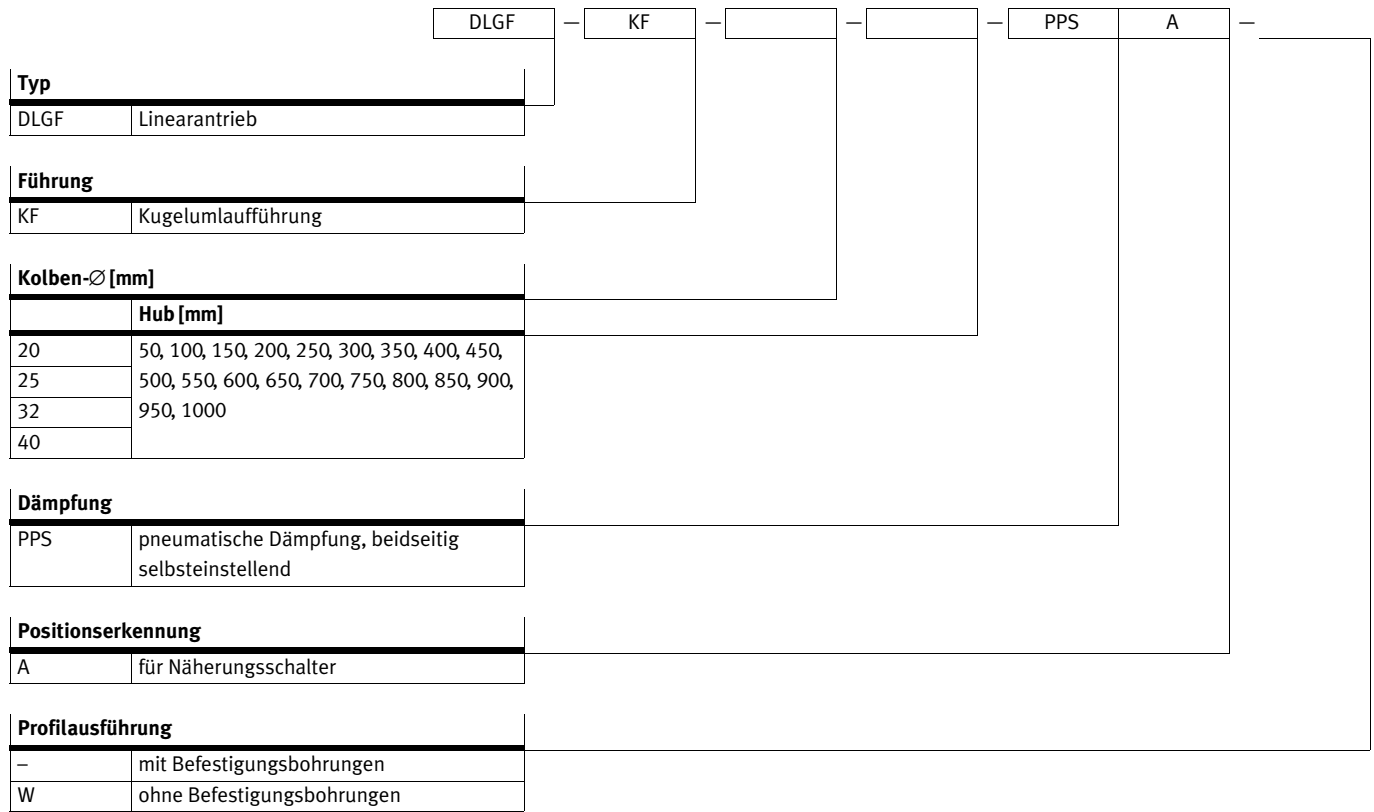 DLGF – KF – – – PPS A –
Typ
DLGF Linearantrieb
Führung
KF Kugelumlaufführung
Kolben-∅ [mm]
Hub [mm]
20 50, 100, 150, 200, 250, 300, 350, 400, 450,
25 500, 550, 600, 650, 700, 750, 800, 850, 900,
32 950, 1000
40
Dämpfung
PPS pneumatische Dämpfung, beidseitig
selbsteinstellend
Positionserkennung
A für Näherungsschalter
Profilausführung
– mit Befestigungsbohrungen
W ohne Befestigungsbohrungen